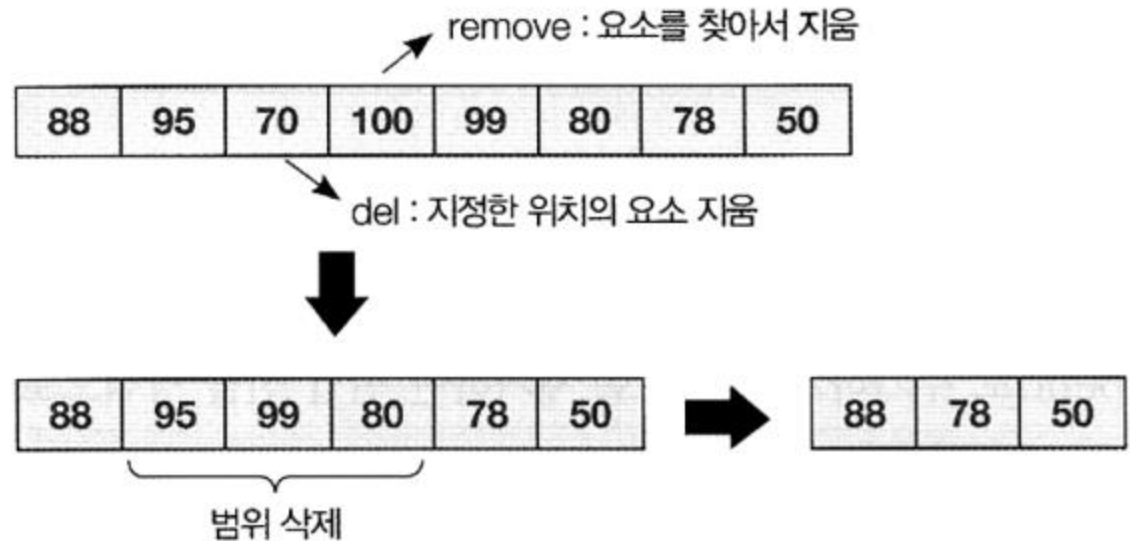 remove : 요소를 찾아서 지움
88 95 70 100 99 80 78 50
del : 지정한 위치의 요소 지움
88 95 99 80 78 50
88 78 50
범위 삭제